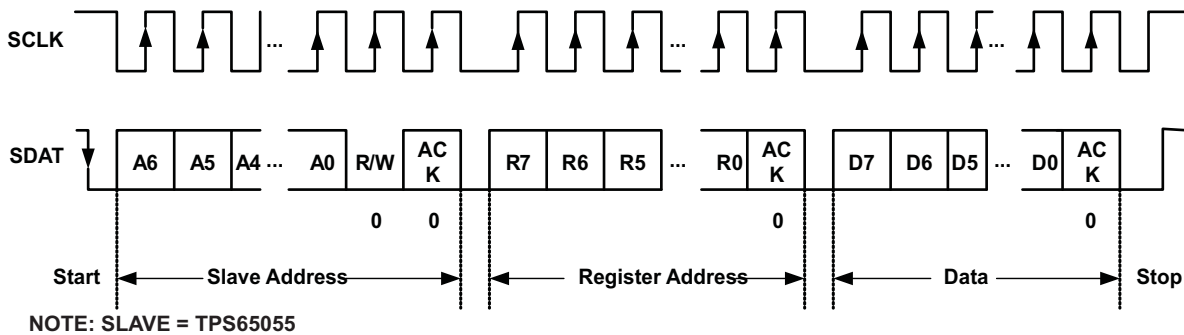 SCLK ... ... ...
SDAT A6 A5 A4 ... A0 R/W AC K R7 R6 R5 ... R0 AC K D7 D6 D5 ... D0 AC K
0 0 0 0
Start Slave Address Register Address Data Stop
NOTE: SLAVE = TPS65055